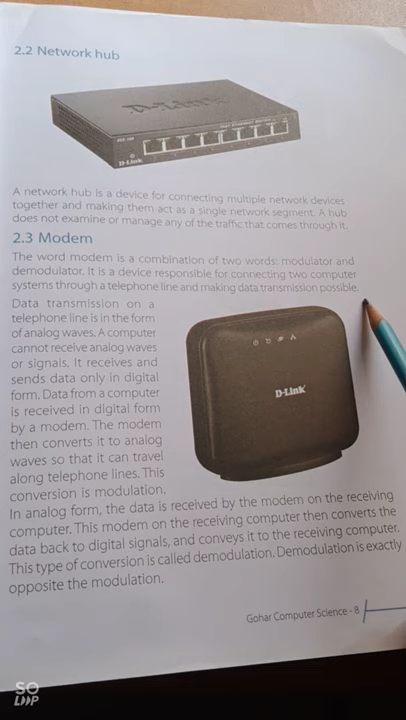 2.2 Network hub
D-Link
D-Link
A network hub is a device for connecting multiple network devices
together and making them act as a single network segment. A hub
does not examine or manage any of the traffic that comes through it.
2.3 Modem
The word modem is a combination of two words: modulator and
demodulator. It is a device responsible for connecting two computer
systems through a telephone line and making data transmission possible.
Data transmission on a
telephone line is in the form
of analog waves. A computer
cannot receive analog waves
or signals. It receives and
sends data only in digital
form. Data from a computer
is received in digital form
by a modem. The modem
then converts it to analog
waves so that it can travel
along telephone lines. This
conversion is modulation.
D-Link
In analog form, the data is received by the modem on the receiving
computer. This modem on the receiving computer then converts the
data back to digital signals, and conveys it to the receiving computer.
This type of conversion is called demodulation. Demodulation is exactly
opposite the modulation.
Gohar Computer Science - 8
SO
LOOP